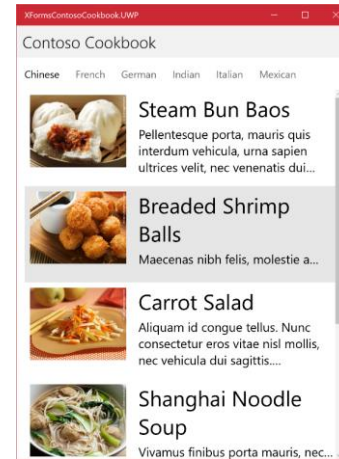 XFormsContosoCookbook.UWP
Contoso Cookbook
Chinese French German Indian Italian Mexican
Steam Bun Baos
Pellentesque porta, mauris quis
interdum vehicula, urna sapien
ultrices velit, nec venenatis dui...
Breaded Shrimp
Balls
Maecenas nibh felis, molestie a...
Carrot Salad
Aliquam id congue tellus. Nunc
consectetur eros vitae nisl mollis,
nec vehicula dui sagittis....
Shanghai Noodle
Soup
Vivamus finibus porta mauris, nec...